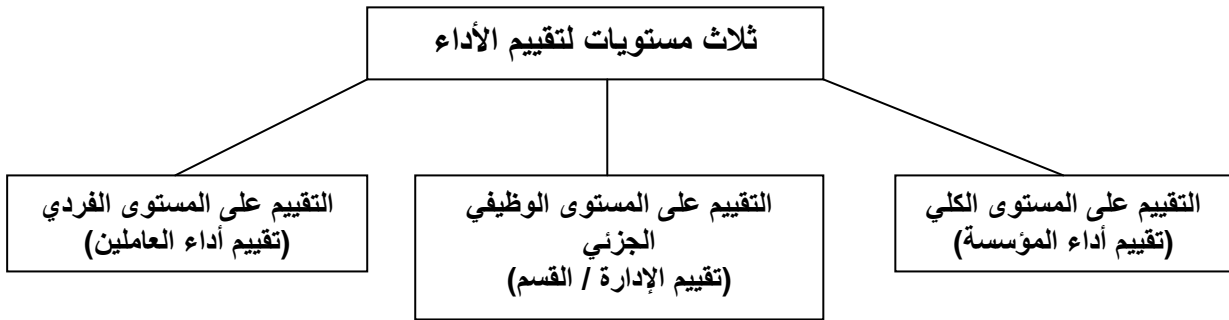 ثلاث مستويات لتقييم الأداء
التقييم على المستوى الكلي
(تقييم أداء المؤسسة)
التقييم على المستوى الوظيفي
الجزئي
(تقييم الإدارة / القسم)
التقييم على المستوى الفردي
(تقييم أداء العاملين)